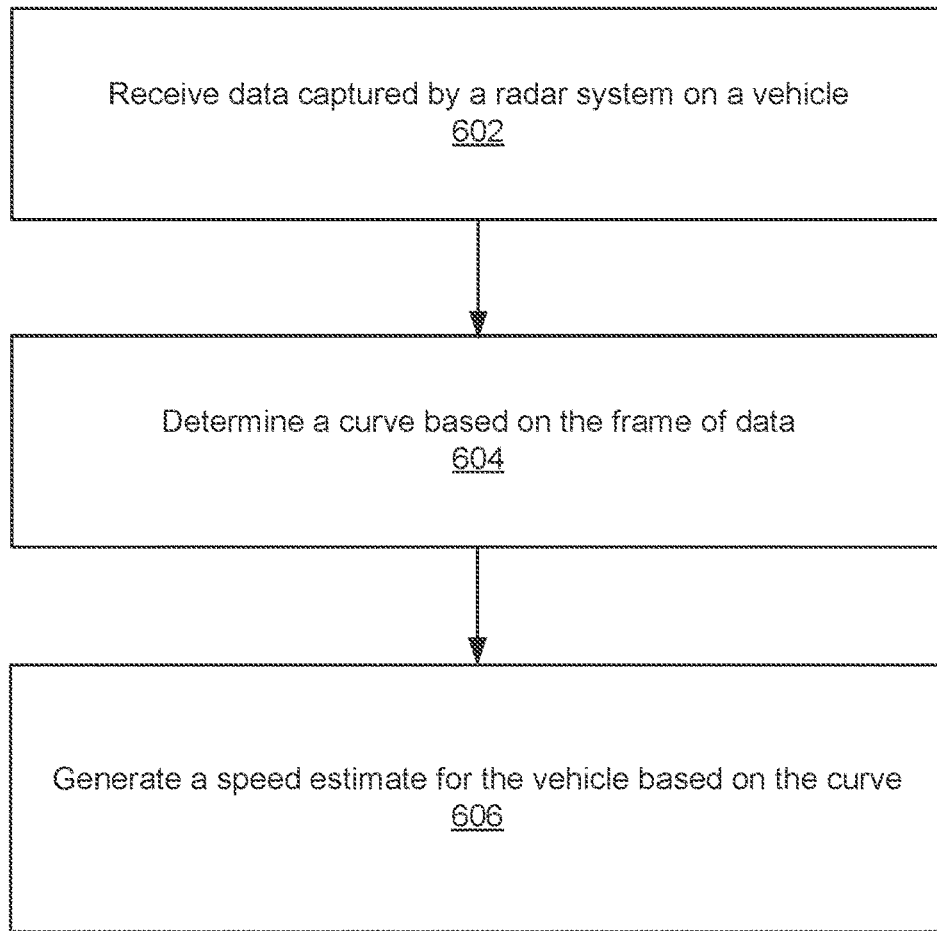 Receive data captured by a radar system on a vehicle
602
Determine a curve based on the frame of data
604
Generate a speed estimate for the vehicle based on the curve
606